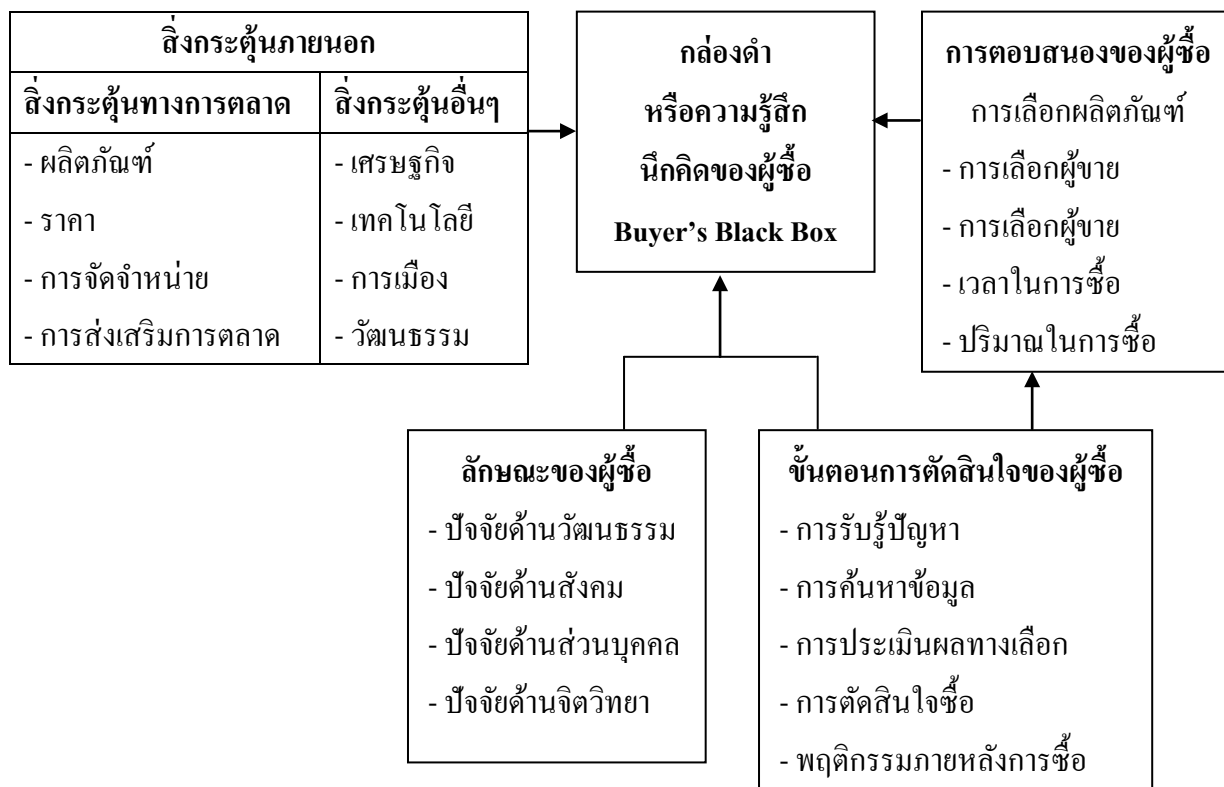 สิ่งกระตุ้นภายนอก
สิ่งกระตุ้นทางการตลาด
- ผลิตภัณฑ์
- ราคา
- การจัดจำหน่าย
- การส่งเสริมการตลาด
สิ่งกระตุ้นอื่นๆ
- เศรษฐกิจ
- เทคโนโลยี
- การเมือง
- วัฒนธรรม
กล่องดำ
หรือความรู้สึก
นึกคิดของผู้ซื้อ
Buyer’s Black Box
การตอบสนองของผู้ซื้อ
การเลือกผลิตภัณฑ์
- การเลือกผู้ขาย
- การเลือกผู้ขาย
- เวลาในการซื้อ
- ปริมาณในการซื้อ
ลักษณะของผู้ซื้อ
- ปัจจัยด้านวัฒนธรรม
- ปัจจัยด้านสังคม
- ปัจจัยด้านส่วนบุคคล
- ปัจจัยด้านจิตวิทยา
ขั้นตอนการตัดสินใจของผู้ซื้อ
- การรับรู้ปัญหา
- การค้นหาข้อมูล
- การประเมินผลทางเลือก
- การตัดสินใจซื้อ
- พฤติกรรมภายหลังการซื้อ